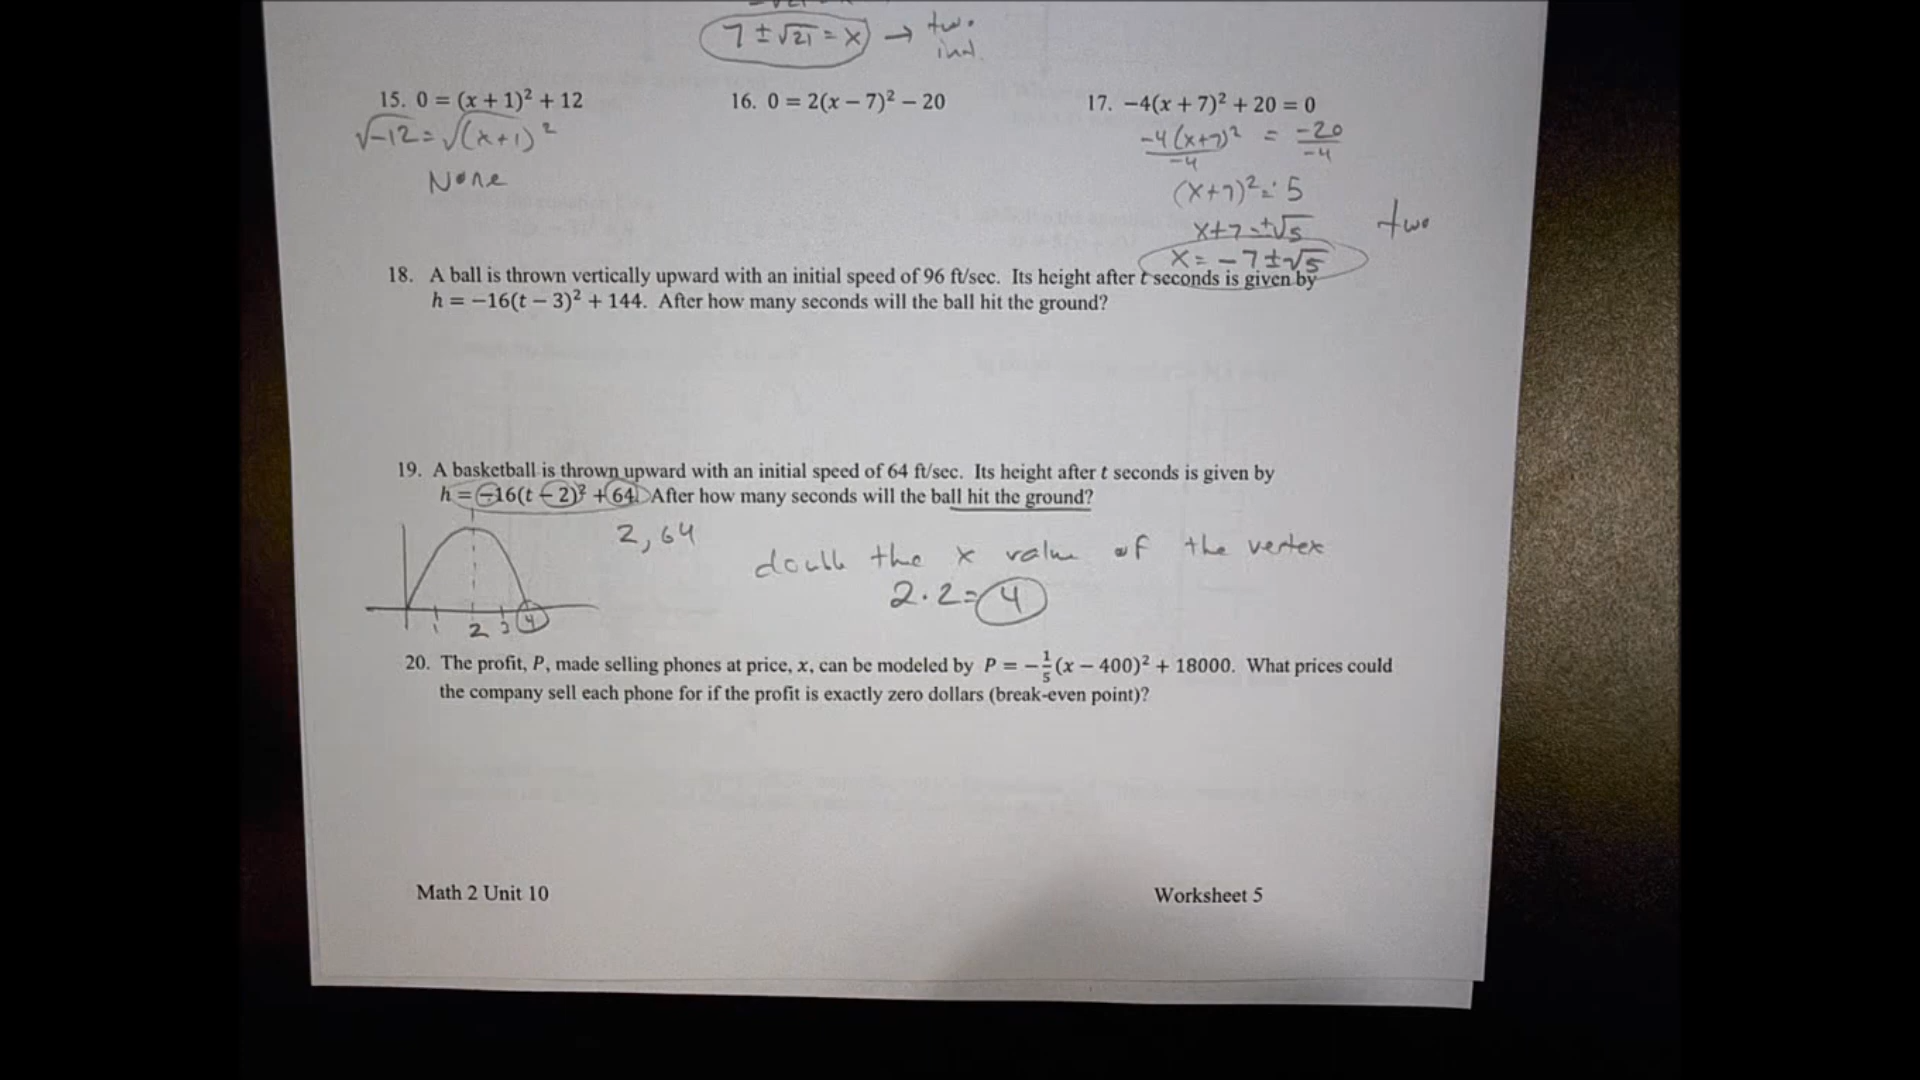 7 ± √21 = x → two
15. 0 = (x + 1)² + 12
16. 0 = 2(x − 7)² − 20
17. −4(x + 7)² + 20 = 0
√−12 = √(x+1)²
None
−4(x+7)² = −20
−4 −4
(x+7)² = 5
x+7 = ±√5
two
x = −7 ± √5
18. A ball is thrown vertically upward with an initial speed of 96 ft/sec. Its height after t seconds is given by
h = −16(t − 3)² + 144. After how many seconds will the ball hit the ground?
19. A basketball is thrown upward with an initial speed of 64 ft/sec. Its height after t seconds is given by
h = −16(t − 2)² + 64. After how many seconds will the ball hit the ground?
2, 64
double the x value of the vertex
2 · 2 = 4
1 2 3 4
20. The profit, P, made selling phones at price, x, can be modeled by P = −1/5(x − 400)² + 18000. What prices could
the company sell each phone for if the profit is exactly zero dollars (break-even point)?
Math 2 Unit 10
Worksheet 5